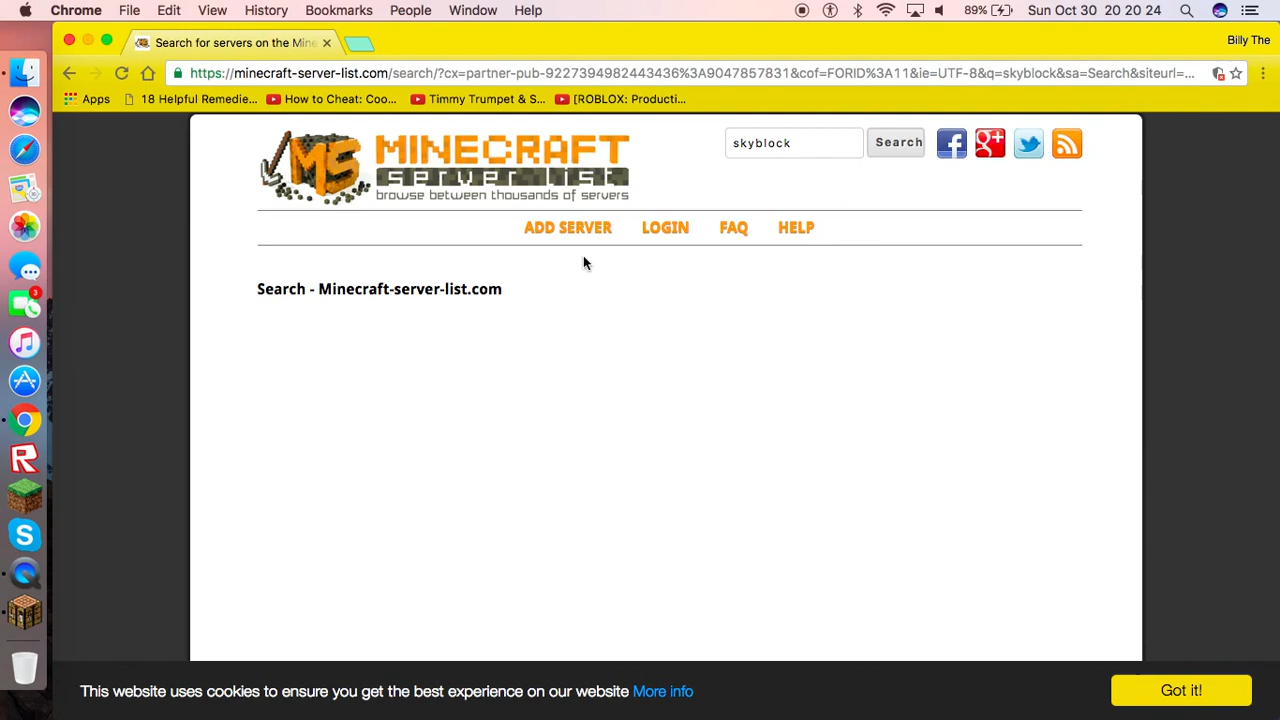 Chrome File Edit View History Bookmarks People Window Help 89% Sun Oct 30 20 20 24
Search for servers on the Mine Billy The
https://minecraft-server-list.com/search/?cx=partner-pub-9227394982443436%3A9047857831&cof=FORID%3A11&ie=UTF-8&q=skyblock&sa=Search&siteurl=...
Apps 18 Helpful Remedie... How to Cheat: Coo... Timmy Trumpet & S... [ROBLOX: Producti...
MS MINECRAFT
server list
browse between thousands of servers
skyblock Search
ADD SERVER LOGIN FAQ HELP
Search - Minecraft-server-list.com
3
This website uses cookies to ensure you get the best experience on our website More info Got it!